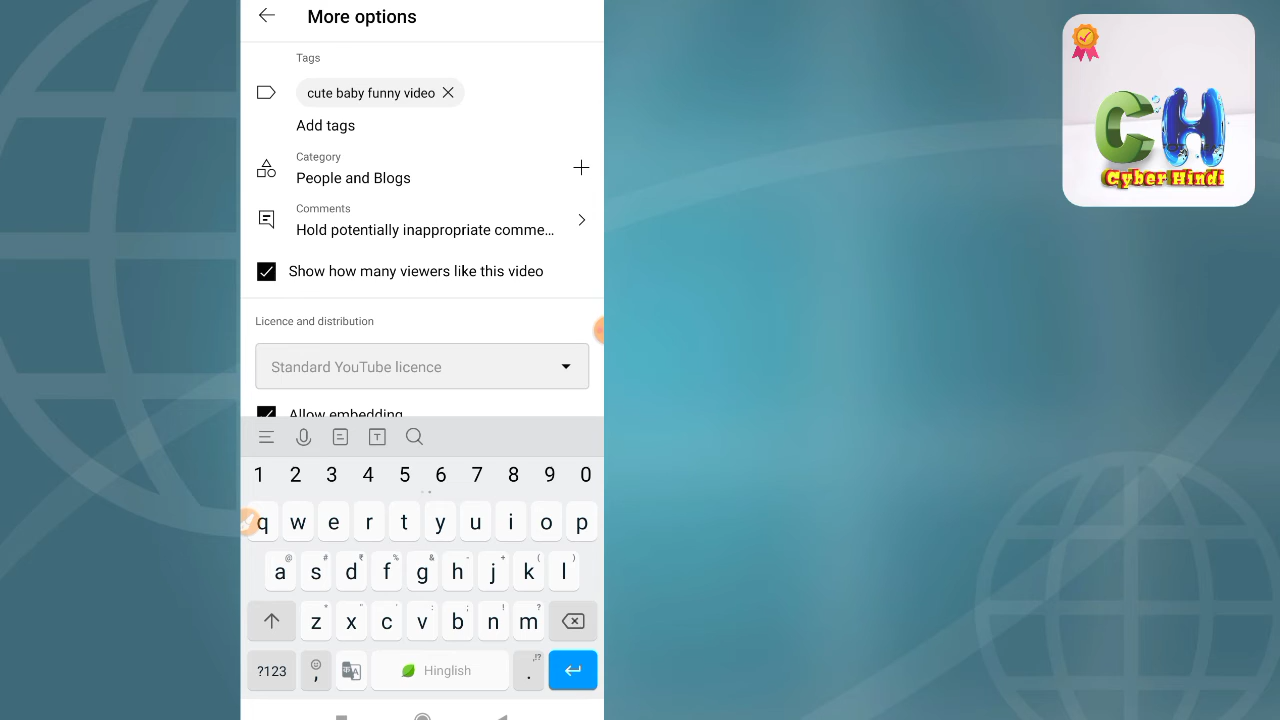 More options
Tags
cute baby funny video
Add tags
Category
People and Blogs
Comments
Hold potentially inappropriate comme...
Show how many viewers like this video
Licence and distribution
Standard YouTube licence
Allow embedding
1 2 3 4 5 6 7 8 9 0
q w e r t y u i o p
@ # ₹ % & - + ( )
a s d f g h j k l
* " ' : ; ! ?
z x c v b n m
?123 , Hinglish . ,!?
CH
Cyber Hindi